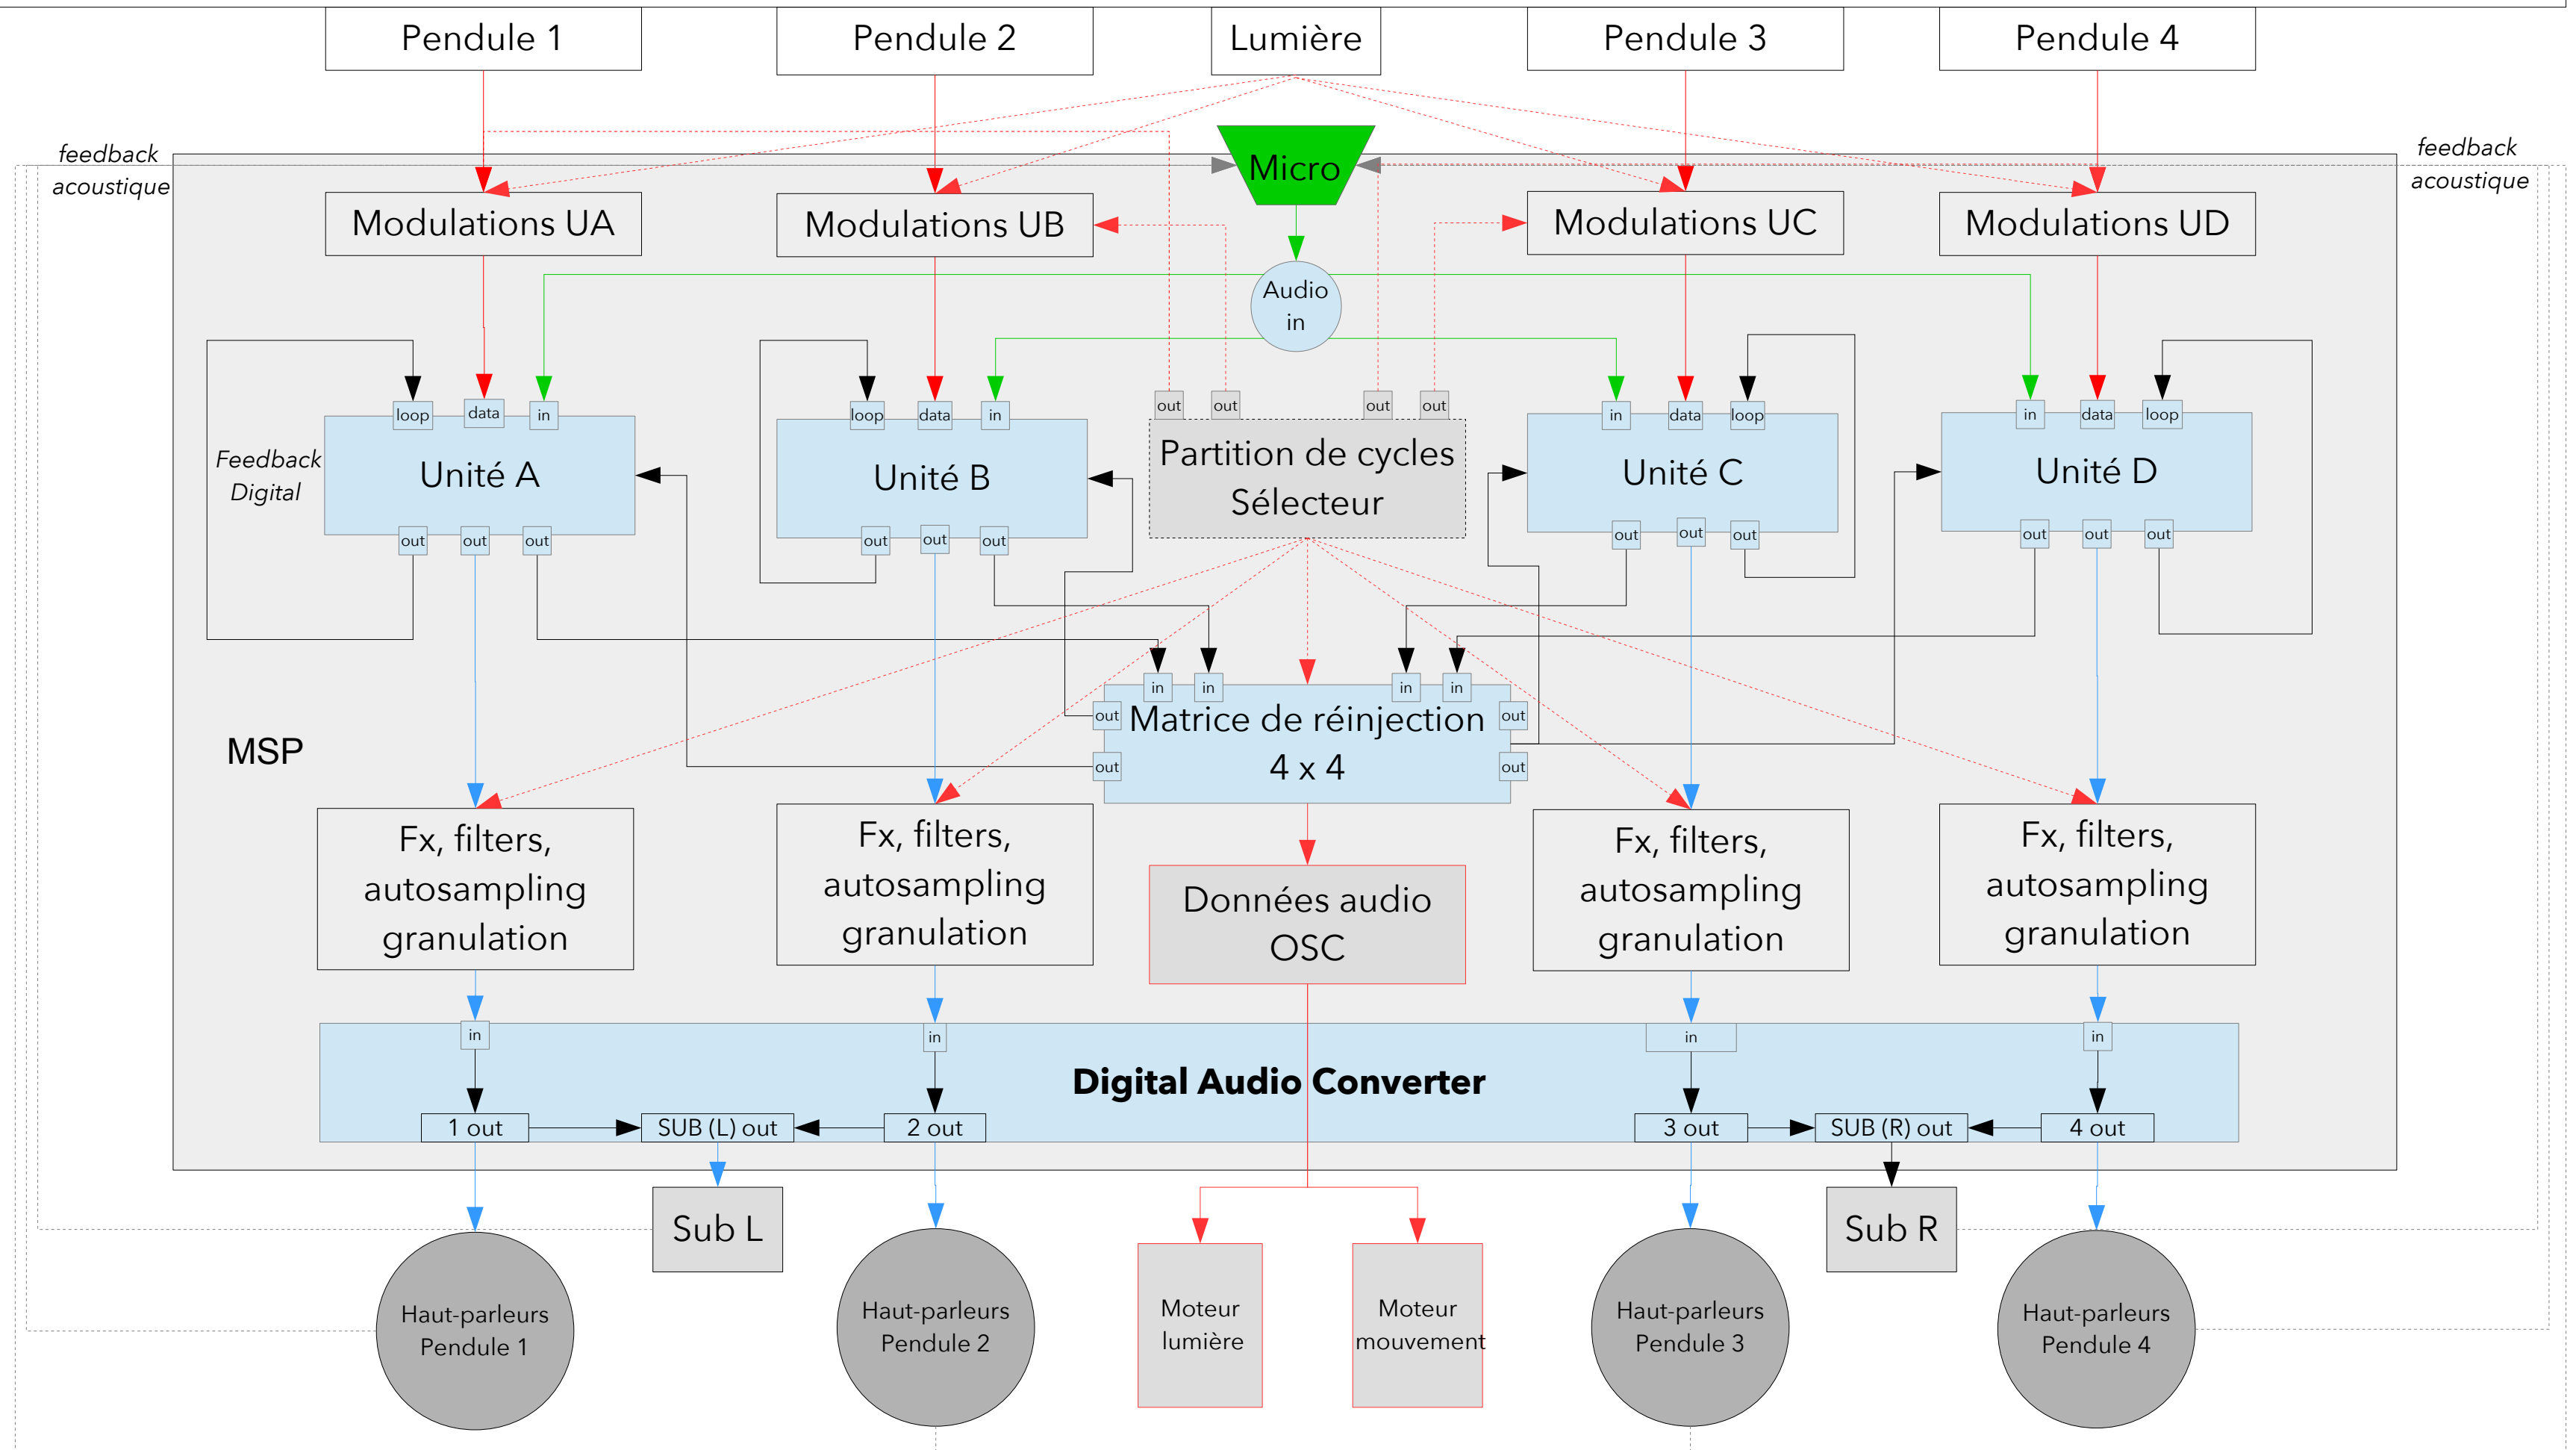 Pendule 1
Pendule 2
Lumière
Pendule 3
Pendule 4
feedback
acoustique
Micro
feedback
acoustique
Modulations UA
Modulations UB
Modulations UC
Modulations UD
Audio
in
loop
data
in
loop
data
in
out
out
out
out
in
data
loop
in
data
loop
Feedback
Digital
Unité A
Unité B
Partition de cycles
Sélecteur
Unité C
Unité D
out
out
out
out
out
out
out
out
out
out
out
out
in
in
in
in
out
out
Matrice de réinjection
4 x 4
out
out
MSP
Fx, filters,
autosampling
granulation
Fx, filters,
autosampling
granulation
Données audio
OSC
Fx, filters,
autosampling
granulation
Fx, filters,
autosampling
granulation
in
in
in
in
Digital Audio Converter
1 out
SUB (L) out
2 out
3 out
SUB (R) out
4 out
Sub L
Sub R
Haut-parleurs
Pendule 1
Haut-parleurs
Pendule 2
Moteur
lumière
Moteur
mouvement
Haut-parleurs
Pendule 3
Haut-parleurs
Pendule 4